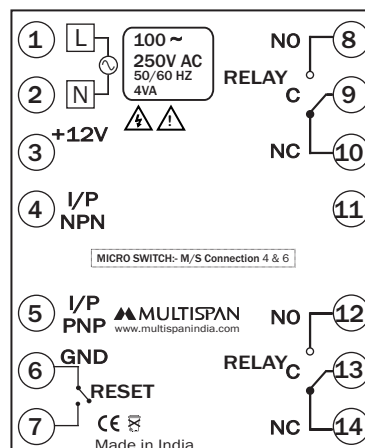 1 L 100 ~ NO 8
250V AC
50/60 HZ
4VA
RELAY
2 N C 9
3 +12V NC 10
4 I/P NPN 11
MICRO SWITCH:- M/S Connection 4 & 6
5 I/P PNP MULTISPAN NO 12
www.multispanindia.com
6 GND RELAY C 13
RESET
7 CE NC 14
Made in India